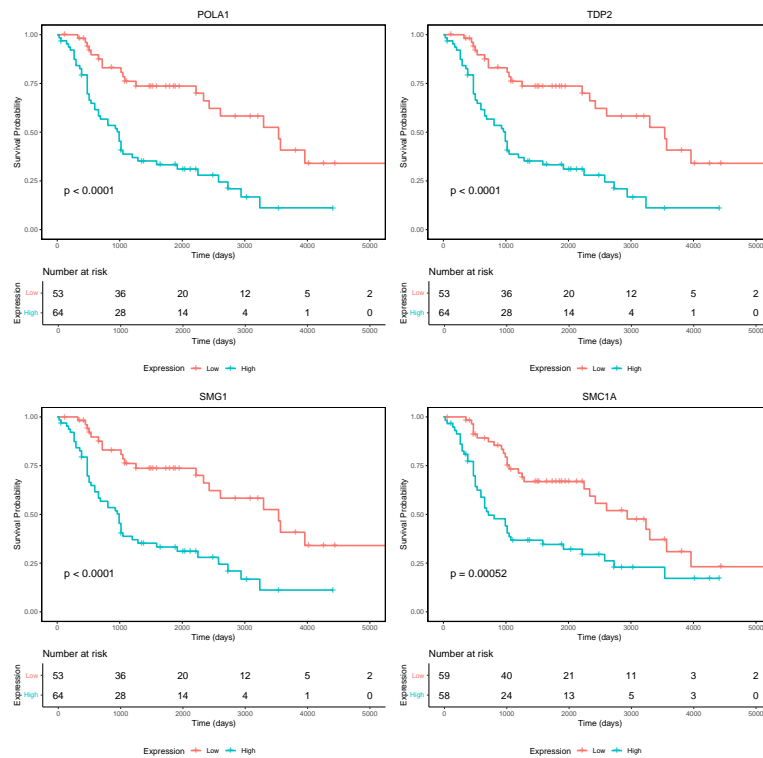 POLA1
Survival Probability
1.00
0.75
0.50
0.25
0.00
p < 0.0001
0 1000 2000 3000 4000 5000
Time (days)
Number at risk
Expression
Low 53 36 20 12 5 2
High 64 28 14 4 1 0
0 1000 2000 3000 4000 5000
Time (days)
Expression Low High
TDP2
Survival Probability
1.00
0.75
0.50
0.25
0.00
p < 0.0001
0 1000 2000 3000 4000 5000
Time (days)
Number at risk
Expression
Low 53 36 20 12 5 2
High 64 28 14 4 1 0
0 1000 2000 3000 4000 5000
Time (days)
Expression Low High
SMG1
Survival Probability
1.00
0.75
0.50
0.25
0.00
p < 0.0001
0 1000 2000 3000 4000 5000
Time (days)
Number at risk
Expression
Low 53 36 20 12 5 2
High 64 28 14 4 1 0
0 1000 2000 3000 4000 5000
Time (days)
Expression Low High
SMC1A
Survival Probability
1.00
0.75
0.50
0.25
0.00
p = 0.00052
0 1000 2000 3000 4000 5000
Time (days)
Number at risk
Expression
Low 59 40 21 11 3 2
High 58 24 13 5 3 0
0 1000 2000 3000 4000 5000
Time (days)
Expression Low High